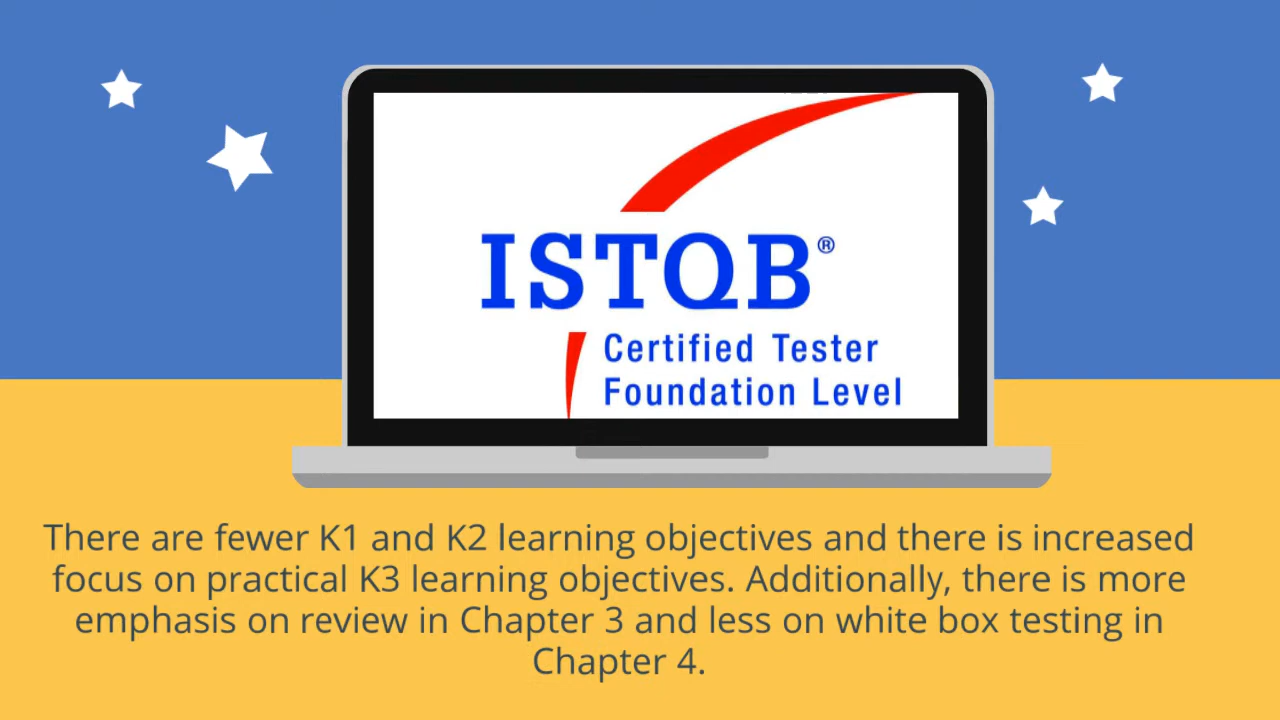 ISTQB®
Certified Tester
Foundation Level
There are fewer K1 and K2 learning objectives and there is increased
focus on practical K3 learning objectives. Additionally, there is more
emphasis on review in Chapter 3 and less on white box testing in
Chapter 4.